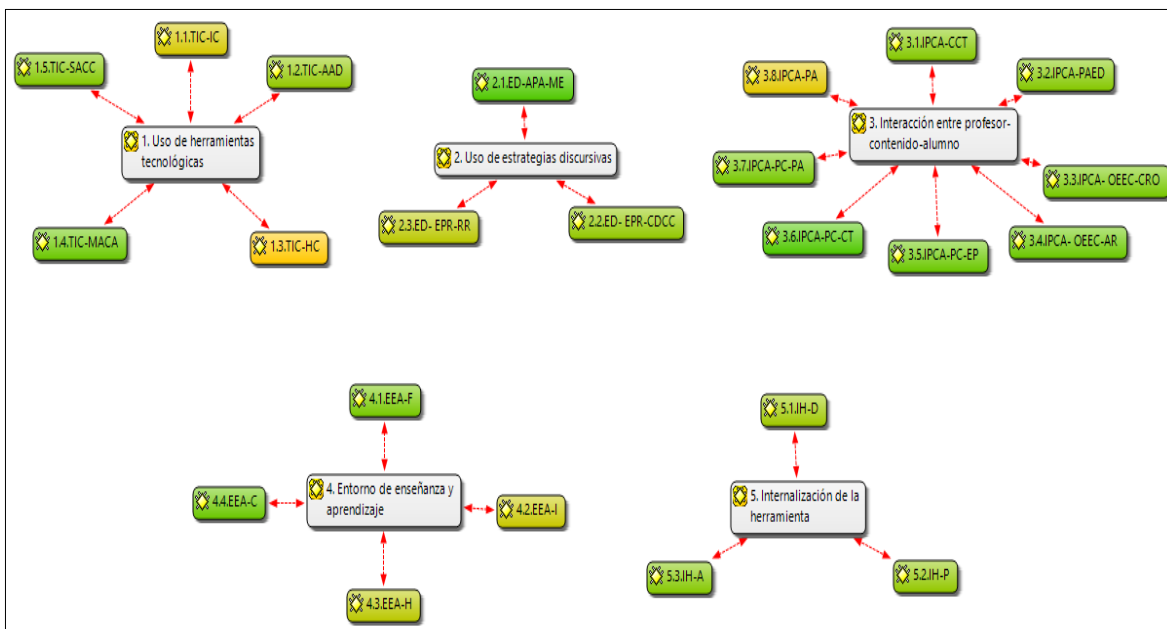 1.1.TIC-IC
1.5.TIC-SACC
1.2.TIC-AAD
1. Uso de herramientas
tecnológicas
1.4.TIC-MACA
1.3.TIC-HC
2.1.ED-APA-ME
2. Uso de estrategias discursivas
2.3.ED- EPR-RR
2.2.ED- EPR-CDCC
3.1.IPCA-CCT
3.8.IPCA-PA
3.2.IPCA-PAED
3. Interacción entre profesor-
contenido-alumno
3.7.IPCA-PC-PA
3.3.IPCA- OEEC-CRO
3.6.IPCA-PC-CT
3.4.IPCA- OEEC-AR
3.5.IPCA-PC-EP
4.1.EEA-F
4. Entorno de enseñanza y
aprendizaje
4.4.EEA-C
4.2.EEA-I
4.3.EEA-H
5.1.IH-D
5. Internalización de la
herramienta
5.3.IH-A
5.2.IH-P